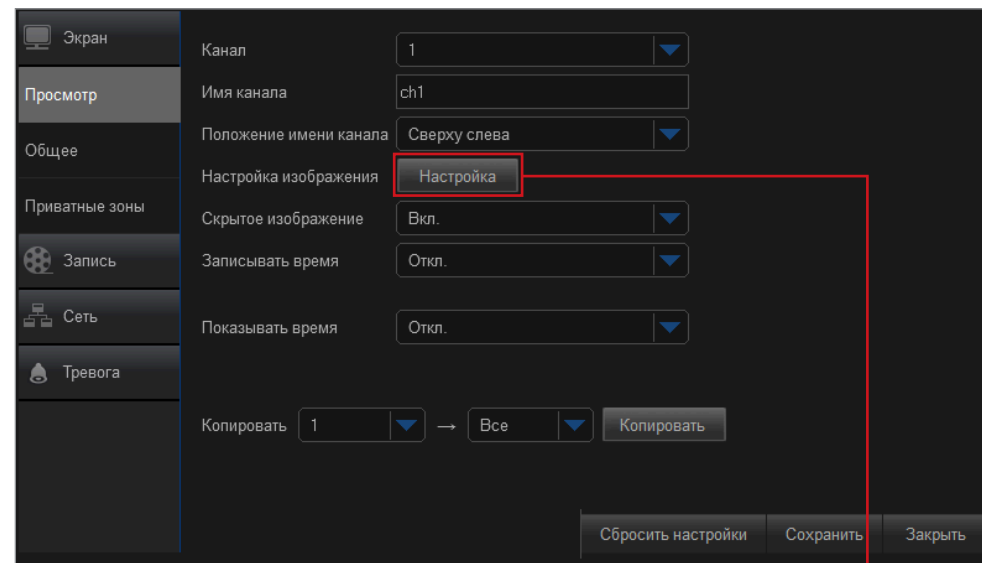 Экран
Просмотр
Общее
Приватные зоны
Запись
Сеть
Тревога
Канал 1
Имя канала ch1
Положение имени канала Сверху слева
Настройка изображения Настройка
Скрытое изображение Вкл.
Записывать время Откл.
Показывать время Откл.
Копировать 1 → Все Копировать
Сбросить настройки Сохранить Закрыть